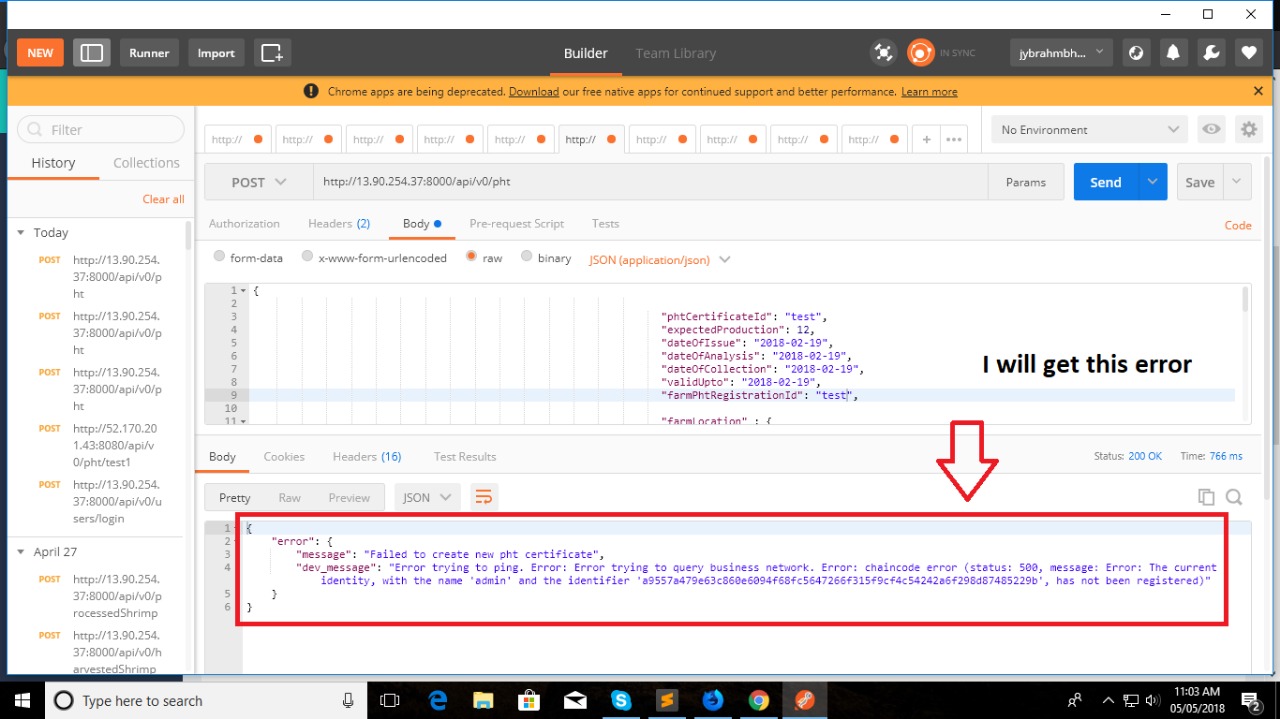 NEW
Runner
Import
Builder
Team Library
IN SYNC
jybrahmbh...
Chrome apps are being deprecated. Download our free native apps for continued support and better performance. Learn more
Filter
History
Collections
Clear all
Today
POST http://13.90.254.
37:8000/api/v0/p
ht
POST http://13.90.254.
37:8000/api/v0/p
ht
POST http://13.90.254.
37:8000/api/v0/p
ht
POST http://52.170.20
1.43:8080/api/v
0/pht/test1
POST http://13.90.254.
37:8000/api/v0/u
sers/login
April 27
POST http://13.90.254.
37:8000/api/v0/p
rocessedShrimp
POST http://13.90.254.
37:8000/api/v0/h
arvestedShrimp
http:// http:// http:// http:// http:// http:// http:// http:// http:// http:// + •••
No Environment
POST
http://13.90.254.37:8000/api/v0/pht
Params
Send
Save
Authorization
Headers (2)
Body
Pre-request Script
Tests
Code
form-data
x-www-form-urlencoded
raw
binary
JSON (application/json)
1 {
2
3 "phtCertificateId": "test",
4 "expectedProduction": 12,
5 "dateOfIssue": "2018-02-19",
6 "dateOfAnalysis": "2018-02-19",
7 "dateOfCollection": "2018-02-19",
8 "validUpto": "2018-02-19",
9 "farmPhtRegistrationId": "test",
10
11 "farmLocation" : {
I will get this error
Body
Cookies
Headers (16)
Test Results
Status: 200 OK
Time: 766 ms
Pretty
Raw
Preview
JSON
1 {
2 "error": {
3 "message": "Failed to create new pht certificate",
4 "dev_message": "Error trying to ping. Error: Error trying to query business network. Error: chaincode error (status: 500, message: Error: The current
identity, with the name 'admin' and the identifier 'a9557a479e63c860e6094f68fc5647266f315f9cf4c54242a6f298d87485229b', has not been registered)"
5 }
6 }
Type here to search
11:03 AM
05/05/2018
2